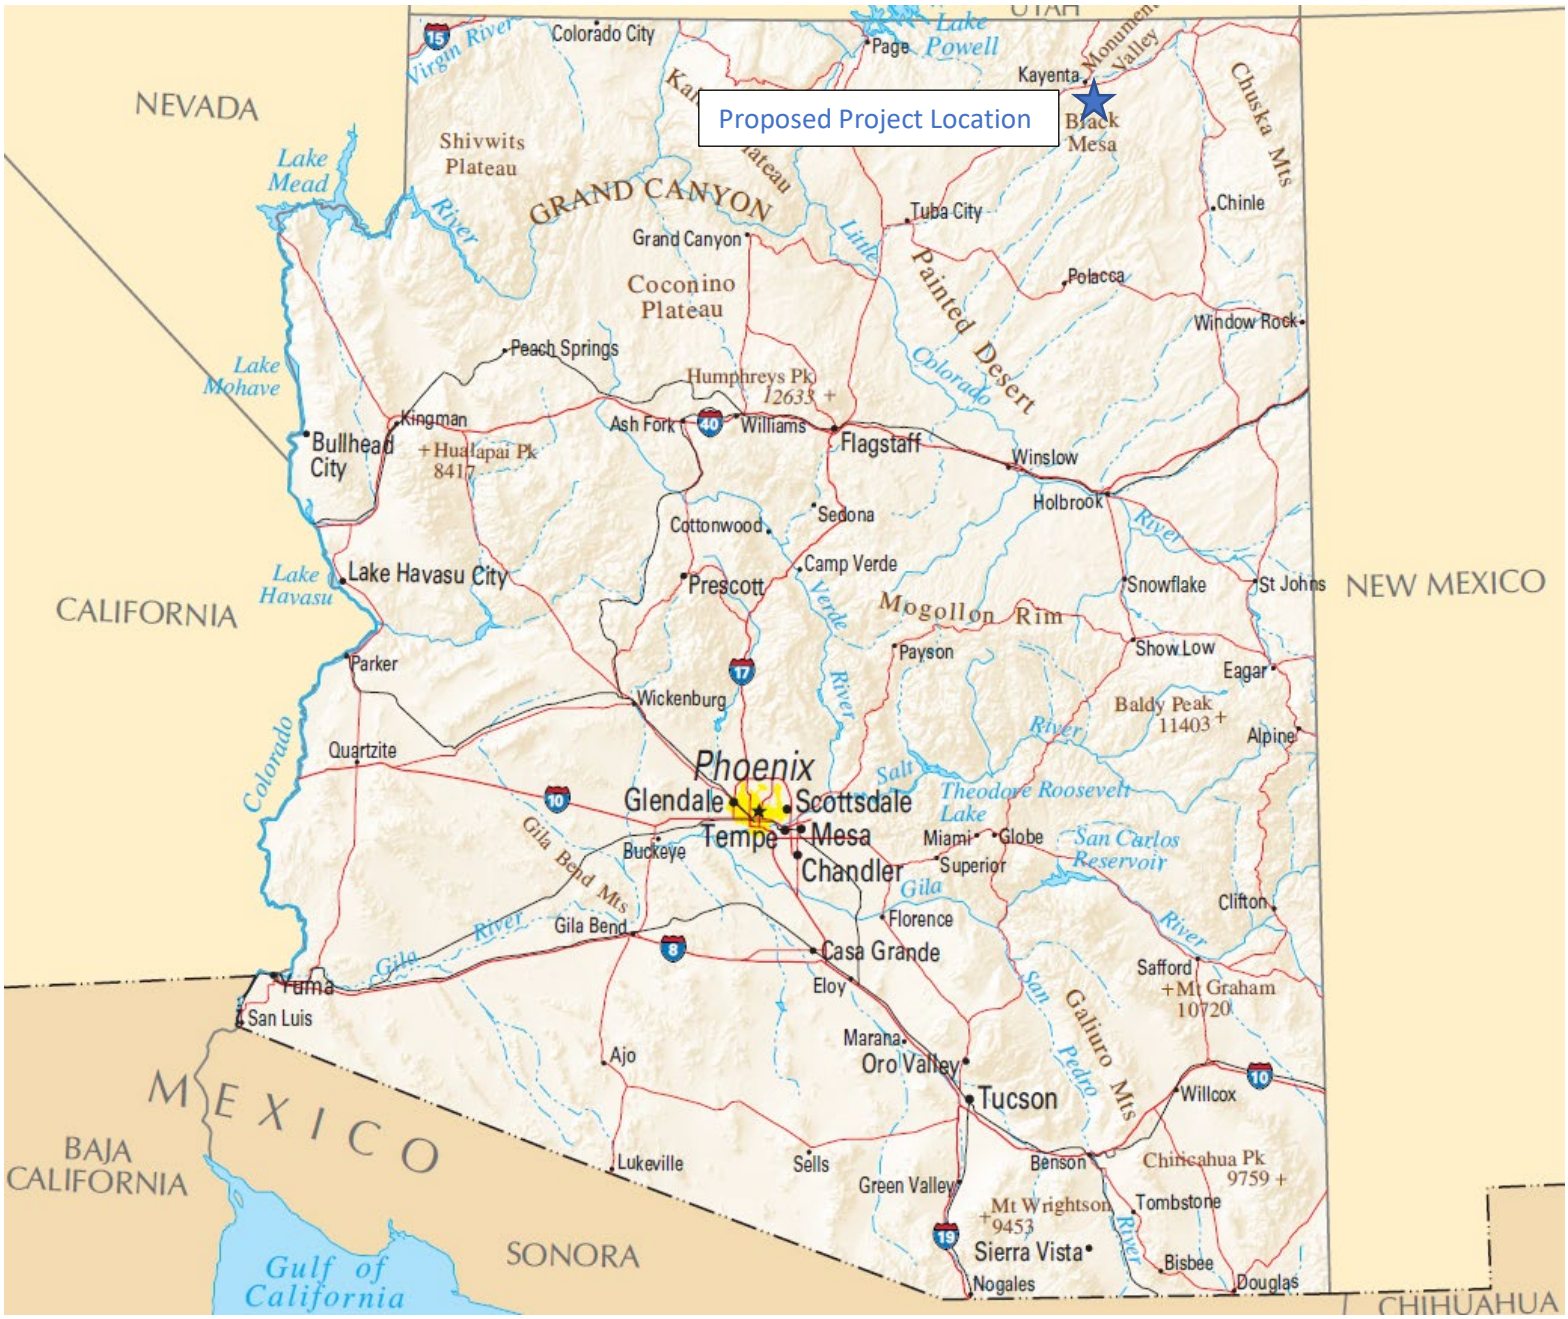 UTAH
15
Virgin River
Colorado City
Lake
Powell
Page
Monument
Valley
Kayenta
NEVADA
Proposed Project Location
Black
Mesa
Chuska Mts
Shivwits
Plateau
Lake
Mead
River
GRAND CANYON
Grand Canyon
Little
Tuba City
Chinle
Coconino
Plateau
Painted Desert
Polacca
Window Rock
Peach Springs
Lake
Mohave
Humphreys Pk
12633 +
Colorado
Kingman
Ash Fork
40
Williams
Flagstaff
Bullhead
City
+ Hualapai Pk
8417
Winslow
Holbrook
River
Sedona
Cottonwood
Camp Verde
Lake Havasu City
Lake
Havasu
Prescott
Verde
River
Mogollon Rim
Snowflake
St Johns
NEW MEXICO
CALIFORNIA
Parker
17
Payson
Show Low
Eagar
Wickenburg
Baldy Peak
11403 +
River
Alpine
Colorado
Quartzite
Phoenix
Salt
10
Glendale
Scottsdale
Theodore Roosevelt
Lake
Tempe
Mesa
Miami
Globe
San Carlos
Reservoir
Gila Bend Mts
Buckeye
Superior
Chandler
Gila
Clifton
River
Gila Bend
Florence
River
Gila
8
Casa Grande
Safford
Yuma
Eloy
San
Pedro
+ Mt Graham
10720
San Luis
Galiuro Mts
Marana
Oro Valley
Ajo
10
MEXICO
Tucson
Willcox
BAJA
CALIFORNIA
Lukeville
Sells
Benson
Chiricahua Pk
9759 +
Green Valley
+ Mt Wrightson
9453
Tombstone
River
19
Sierra Vista
SONORA
Gulf of
California
Bisbee
Nogales
Douglas
CHIHUAHUA